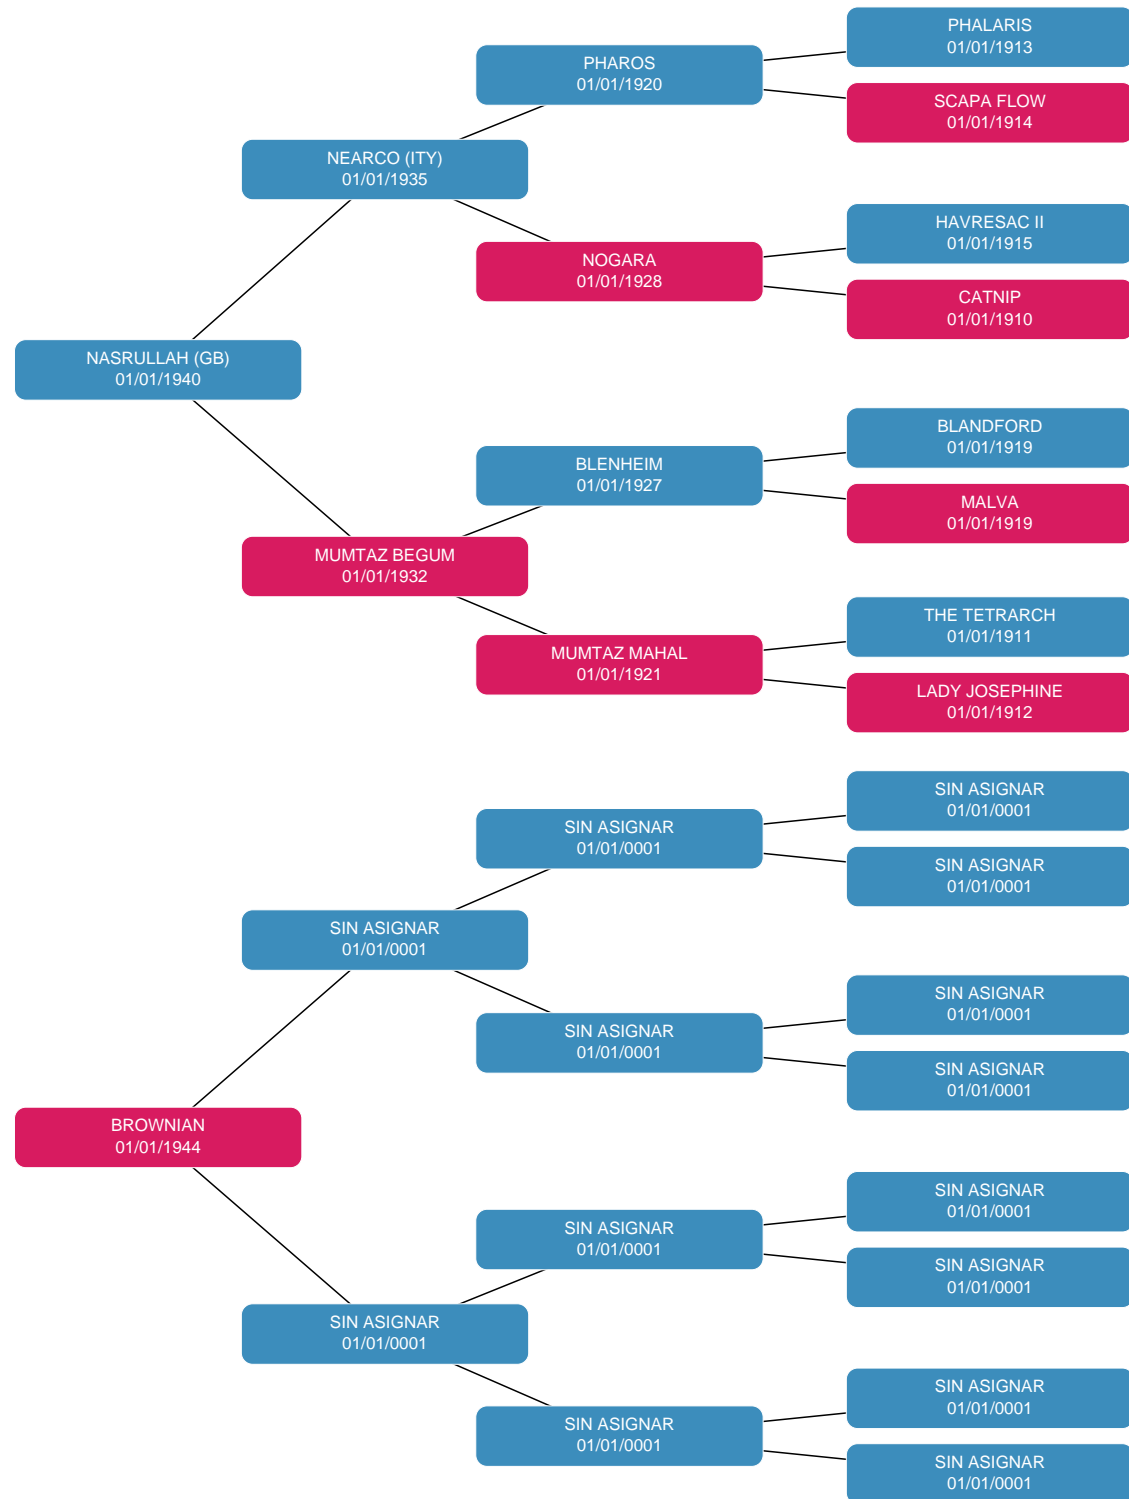 PHALARIS
01/01/1913
PHAROS
01/01/1920
SCAPA FLOW
01/01/1914
NEARCO (ITY)
01/01/1935
HAVRESAC II
01/01/1915
NOGARA
01/01/1928
CATNIP
01/01/1910
NASRULLAH (GB)
01/01/1940
BLANDFORD
01/01/1919
BLENHEIM
01/01/1927
MALVA
01/01/1919
MUMTAZ BEGUM
01/01/1932
THE TETRARCH
01/01/1911
MUMTAZ MAHAL
01/01/1921
LADY JOSEPHINE
01/01/1912
SIN ASIGNAR
01/01/0001
SIN ASIGNAR
01/01/0001
SIN ASIGNAR
01/01/0001
SIN ASIGNAR
01/01/0001
SIN ASIGNAR
01/01/0001
SIN ASIGNAR
01/01/0001
SIN ASIGNAR
01/01/0001
BROWNIAN
01/01/1944
SIN ASIGNAR
01/01/0001
SIN ASIGNAR
01/01/0001
SIN ASIGNAR
01/01/0001
SIN ASIGNAR
01/01/0001
SIN ASIGNAR
01/01/0001
SIN ASIGNAR
01/01/0001
SIN ASIGNAR
01/01/0001